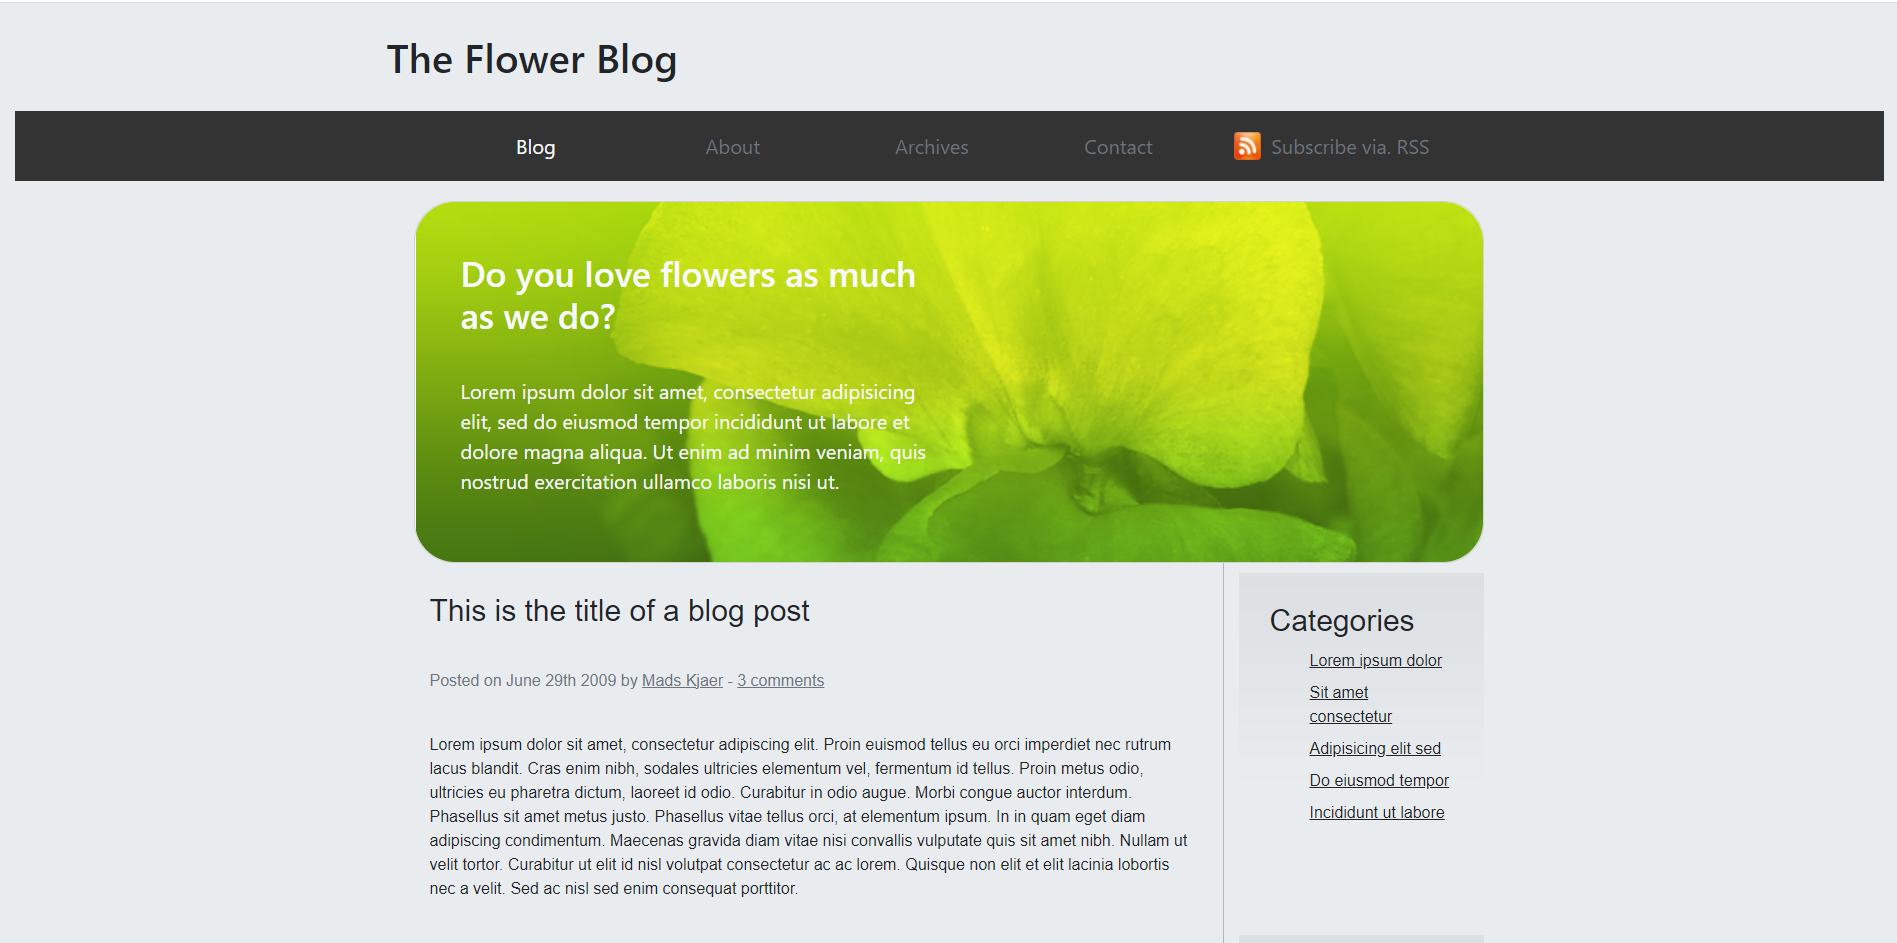 The Flower Blog
Blog About Archives Contact Subscribe via. RSS
Do you love flowers as much
as we do?
Lorem ipsum dolor sit amet, consectetur adipisicing
elit, sed do eiusmod tempor incididunt ut labore et
dolore magna aliqua. Ut enim ad minim veniam, quis
nostrud exercitation ullamco laboris nisi ut.
This is the title of a blog post
Posted on June 29th 2009 by Mads Kjaer - 3 comments
Lorem ipsum dolor sit amet, consectetur adipiscing elit. Proin euismod tellus eu orci imperdiet nec rutrum
lacus blandit. Cras enim nibh, sodales ultricies elementum vel, fermentum id tellus. Proin metus odio,
ultricies eu pharetra dictum, laoreet id odio. Curabitur in odio augue. Morbi congue auctor interdum.
Phasellus sit amet metus justo. Phasellus vitae tellus orci, at elementum ipsum. In in quam eget diam
adipiscing condimentum. Maecenas gravida diam vitae nisi convallis vulputate quis sit amet nibh. Nullam ut
velit tortor. Curabitur ut elit id nisl volutpat consectetur ac ac lorem. Quisque non elit et elit lacinia lobortis
nec a velit. Sed ac nisl sed enim consequat porttitor.
Categories
Lorem ipsum dolor
Sit amet
consectetur
Adipisicing elit sed
Do eiusmod tempor
Incididunt ut labore